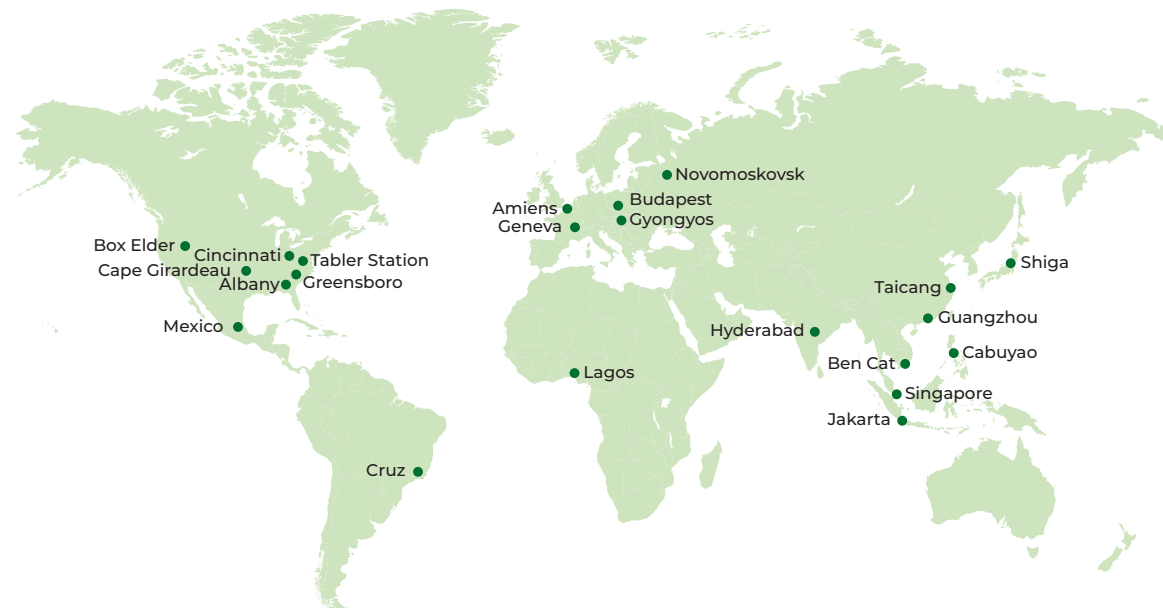 Novomoskovsk
Budapest
Amiens
Gyongyos
Geneva
Box Elder
Cincinnati
Tabler Station
Cape Girardeau
Greensboro
Albany
Mexico
Shiga
Taicang
Guangzhou
Hyderabad
Cabuyao
Ben Cat
Lagos
Singapore
Jakarta
Cruz